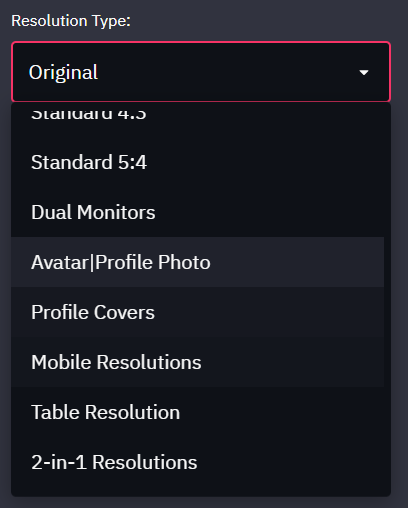 Resolution Type:
Original
Standard 4:3
Standard 5:4
Dual Monitors
Avatar|Profile Photo
Profile Covers
Mobile Resolutions
Table Resolution
2-in-1 Resolutions